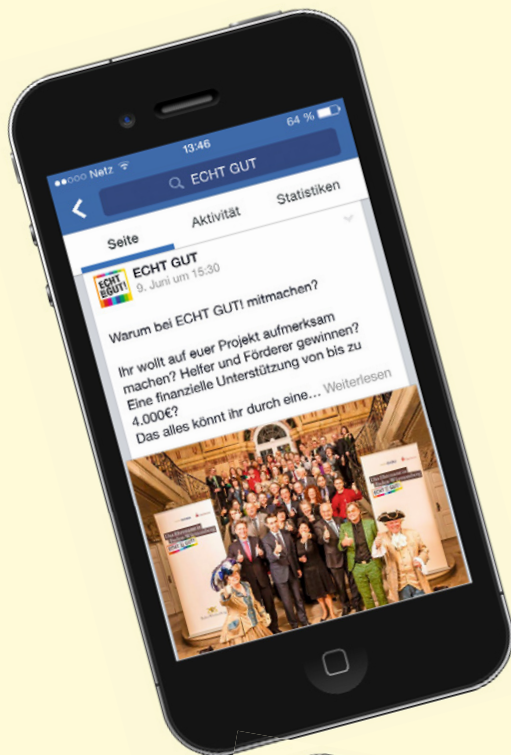 ●●○○○ Netz 13:46 64 %
ECHT GUT
Seite Aktivität Statistiken
ECHT GUT!
ECHT GUT
9. Juni um 15:30
Warum bei ECHT GUT! mitmachen?
Ihr wollt auf euer Projekt aufmerksam
machen? Helfer und Förderer gewinnen?
Eine finanzielle Unterstützung von bis zu
4.000€?
Das alles könnt ihr durch eine… Weiterlesen